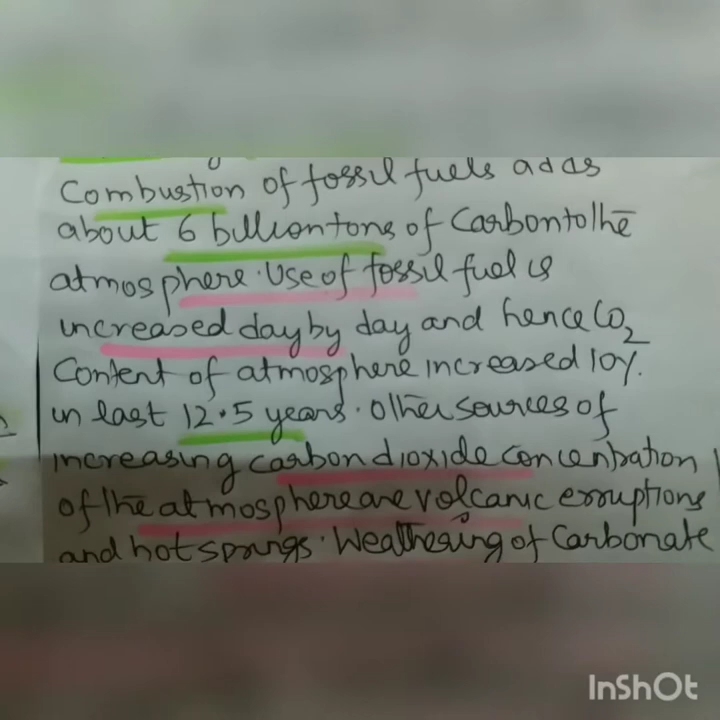 Combustion of fossil fuels adds
about 6 billion tons of Carbon to the
atmosphere. Use of fossil fuel is
increased day by day and hence CO2
Content of atmosphere increased 10%.
in last 12.5 years. Other sources of
increasing carbon dioxide concentration
of the atmosphere are volcanic erruptions
and hot springs. Weathering of Carbonate
InShOt